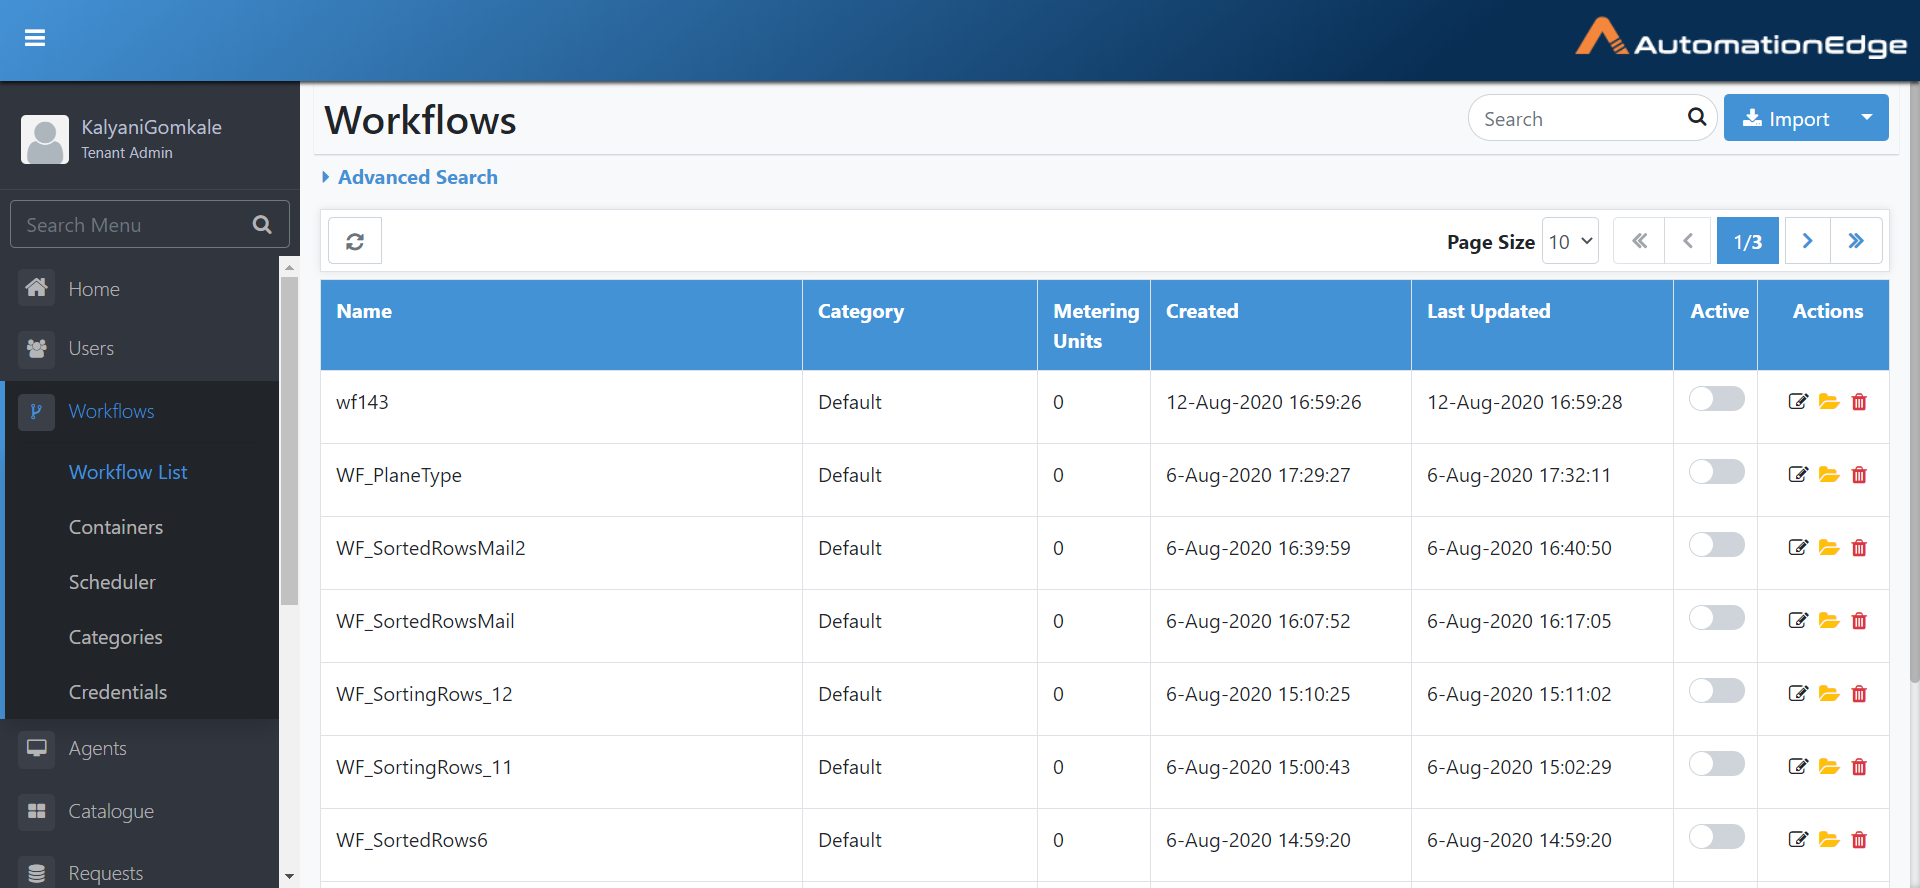 AutomationEdge
KalyaniGomkale
Tenant Admin
Search Menu
Home
Users
Workflows
Workflow List
Containers
Scheduler
Categories
Credentials
Agents
Catalogue
Requests
Workflows
Search
Import
Advanced Search
Page Size 10 1/3
Name Category Metering Units Created Last Updated Active Actions
wf143 Default 0 12-Aug-2020 16:59:26 12-Aug-2020 16:59:28
WF_PlaneType Default 0 6-Aug-2020 17:29:27 6-Aug-2020 17:32:11
WF_SortedRowsMail2 Default 0 6-Aug-2020 16:39:59 6-Aug-2020 16:40:50
WF_SortedRowsMail Default 0 6-Aug-2020 16:07:52 6-Aug-2020 16:17:05
WF_SortingRows_12 Default 0 6-Aug-2020 15:10:25 6-Aug-2020 15:11:02
WF_SortingRows_11 Default 0 6-Aug-2020 15:00:43 6-Aug-2020 15:02:29
WF_SortedRows6 Default 0 6-Aug-2020 14:59:20 6-Aug-2020 14:59:20